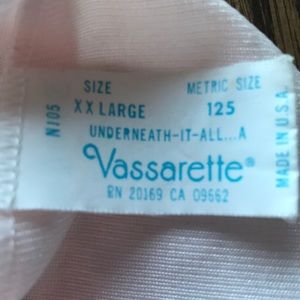 SIZE METRIC SIZE
XX LARGE 125
UNDERNEATH-IT-ALL...A
Vassarette®
RN 20169 CA 09662
N105
MADE IN U.S.A.